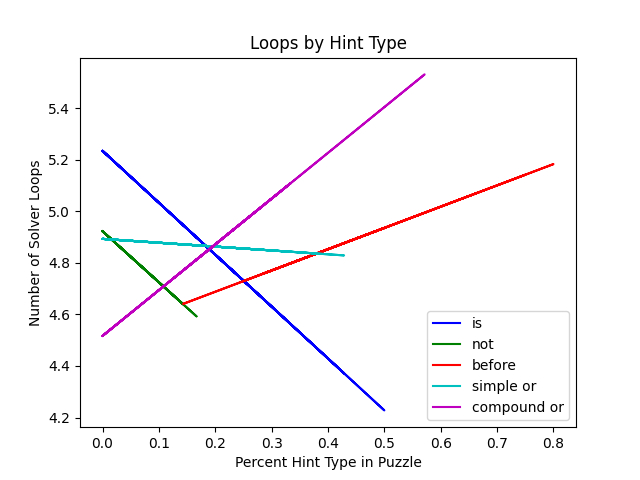 Loops by Hint Type
Number of Solver Loops
5.4
5.2
5.0
4.8
4.6
4.4
4.2
is
not
before
simple or
compound or
0.0 0.1 0.2 0.3 0.4 0.5 0.6 0.7 0.8
Percent Hint Type in Puzzle